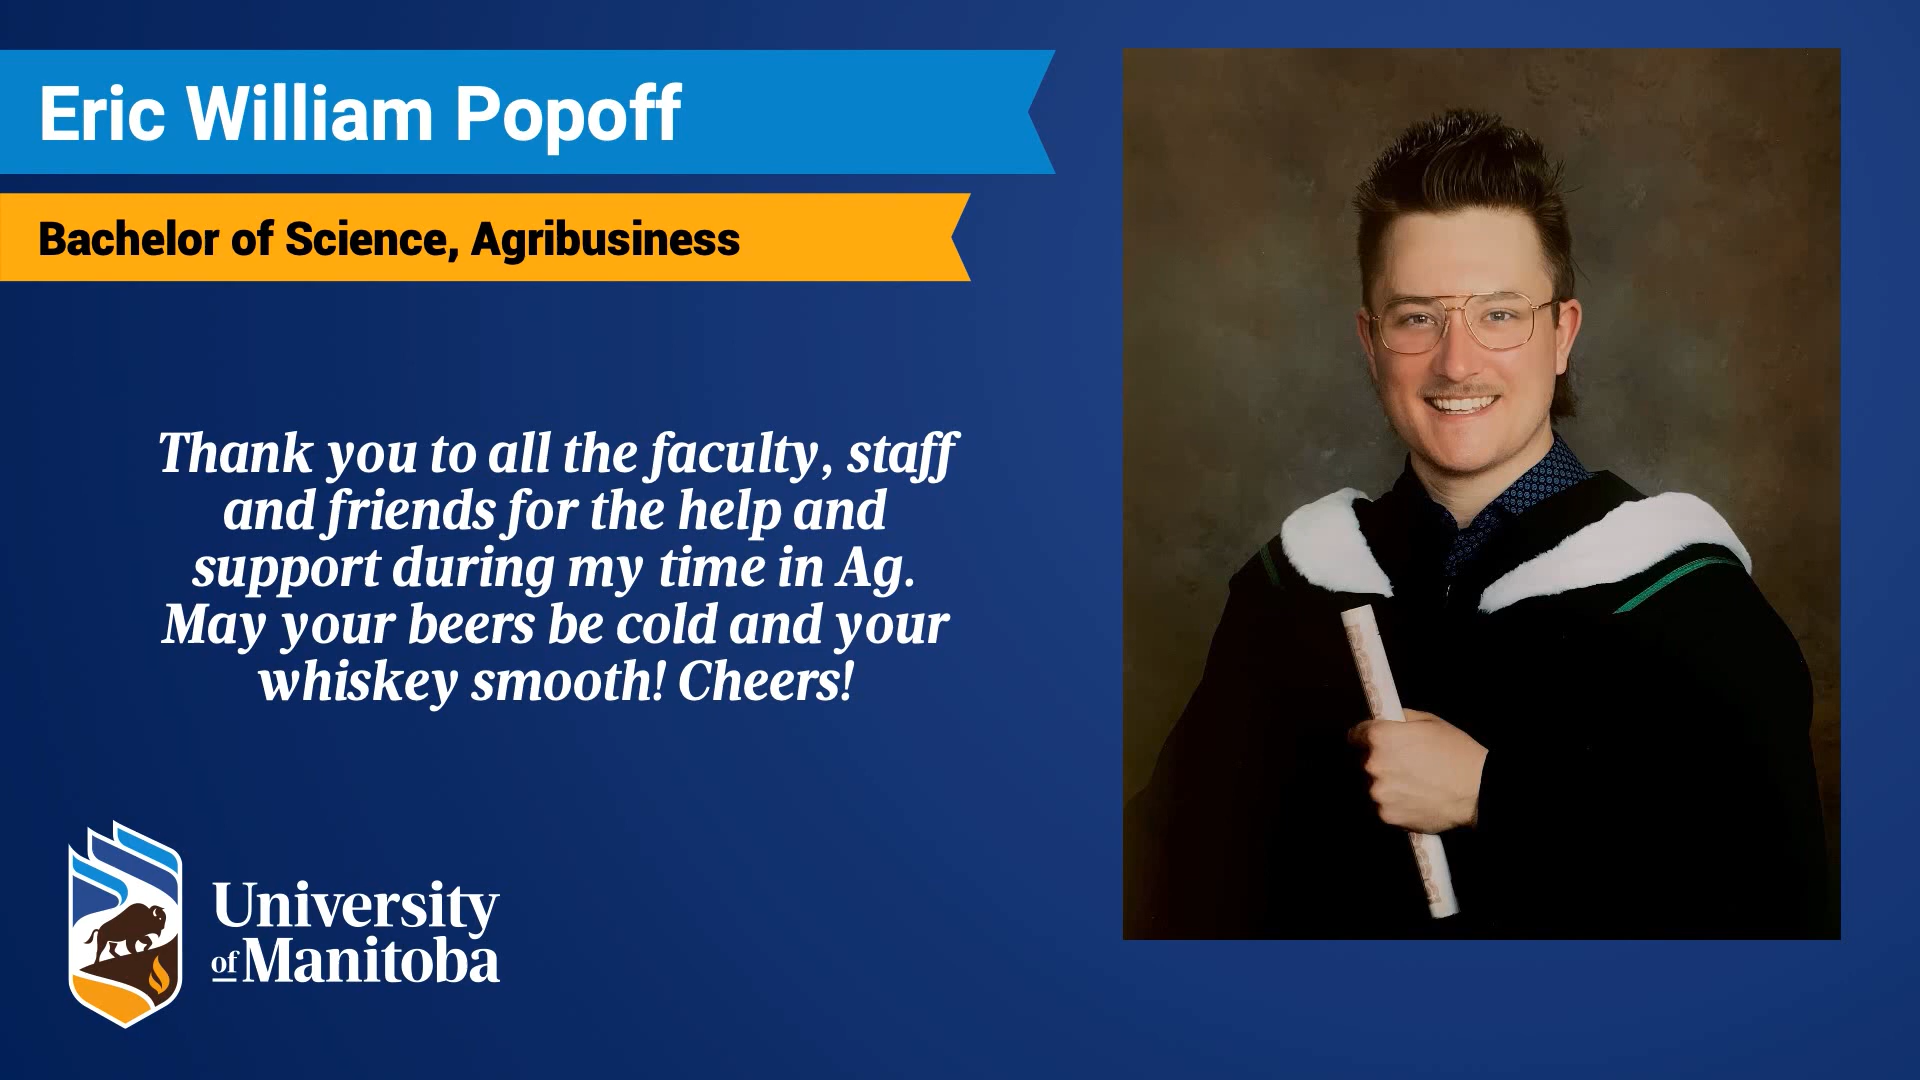 Eric William Popoff
Bachelor of Science, Agribusiness
Thank you to all the faculty, staff
and friends for the help and
support during my time in Ag.
May your beers be cold and your
whiskey smooth! Cheers!
University
of Manitoba